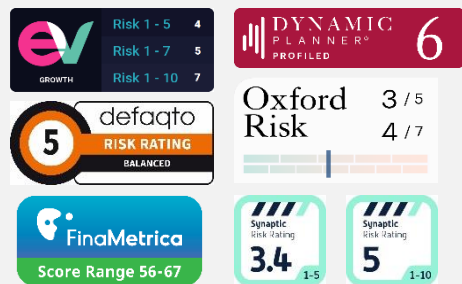 ev
GROWTH
Risk 1 - 5 4
Risk 1 - 7 5
Risk 1 - 10 7
DYNAMIC
PLANNER®
PROFILED
6
5
defaqto
RISK RATING
BALANCED
Oxford
Risk
3 / 5
4 / 7
FinaMetrica
Score Range 56-67
Synaptic
Risk Rating
3.4
1-5
Synaptic
Risk Rating
5
1-10